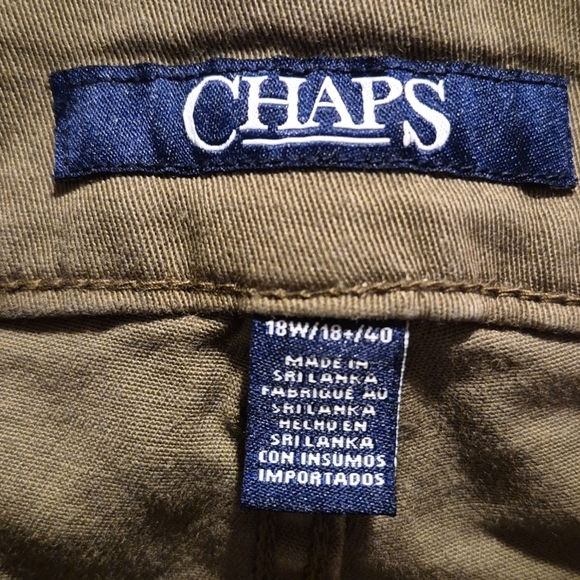 CHAPS
18W/18+/40
MADE IN
SRI LANKA
FABRIQUÉ AU
SRI LANKA
HECHO EN
SRI LANKA
CON INSUMOS
IMPORTADOS